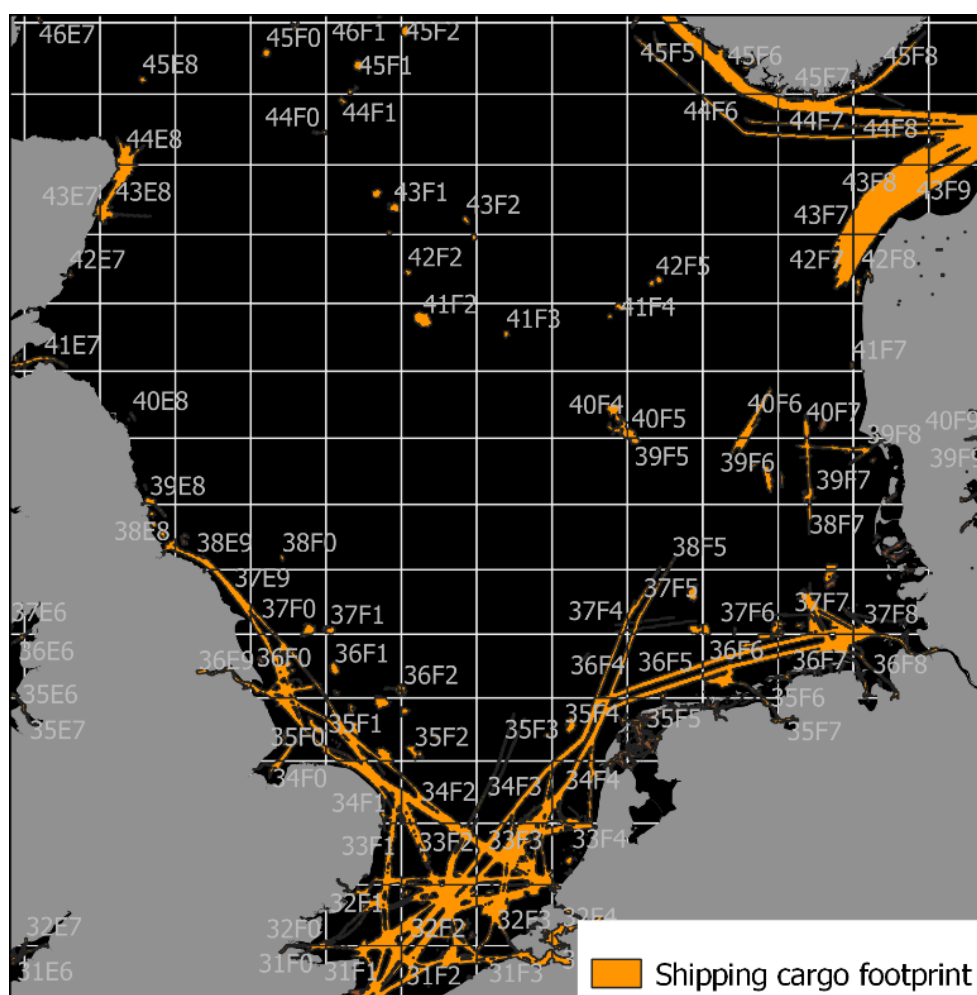 46E7 45F0 46F1 45F2
45E8 45F1 45F5 45F6 45F7 45F8
44F0 44F1 44F6 44F7 44F8
44E8
43E7 43E8 43F1 43F2 43F7 43F8 43F9
42E7 42F2 42F5 42F7 42F8
41E7 41F2 41F3 41F4 41F7
40E8 40F4 40F5 40F6 40F7 40F9
39E8 39F5 39F6 39F7 39F8
38E8 38E9 38F0 38F5 38F7
37E6 37E9 37F0 37F1 37F4 37F5 37F6 37F7 37F8
36E6 36E9 36F0 36F1 36F2 36F4 36F5 36F6 36F7 36F8
35E6 35E7 35F0 35F1 35F2 35F3 35F4 35F5 35F6 35F7
34F0 34F1 34F2 34F3 34F4
33F1 33F2 33F3 33F4
32E7 32F0 32F1 32F2 32F3
31E6 31F0 31F1 31F2 31F3
Shipping cargo footprint